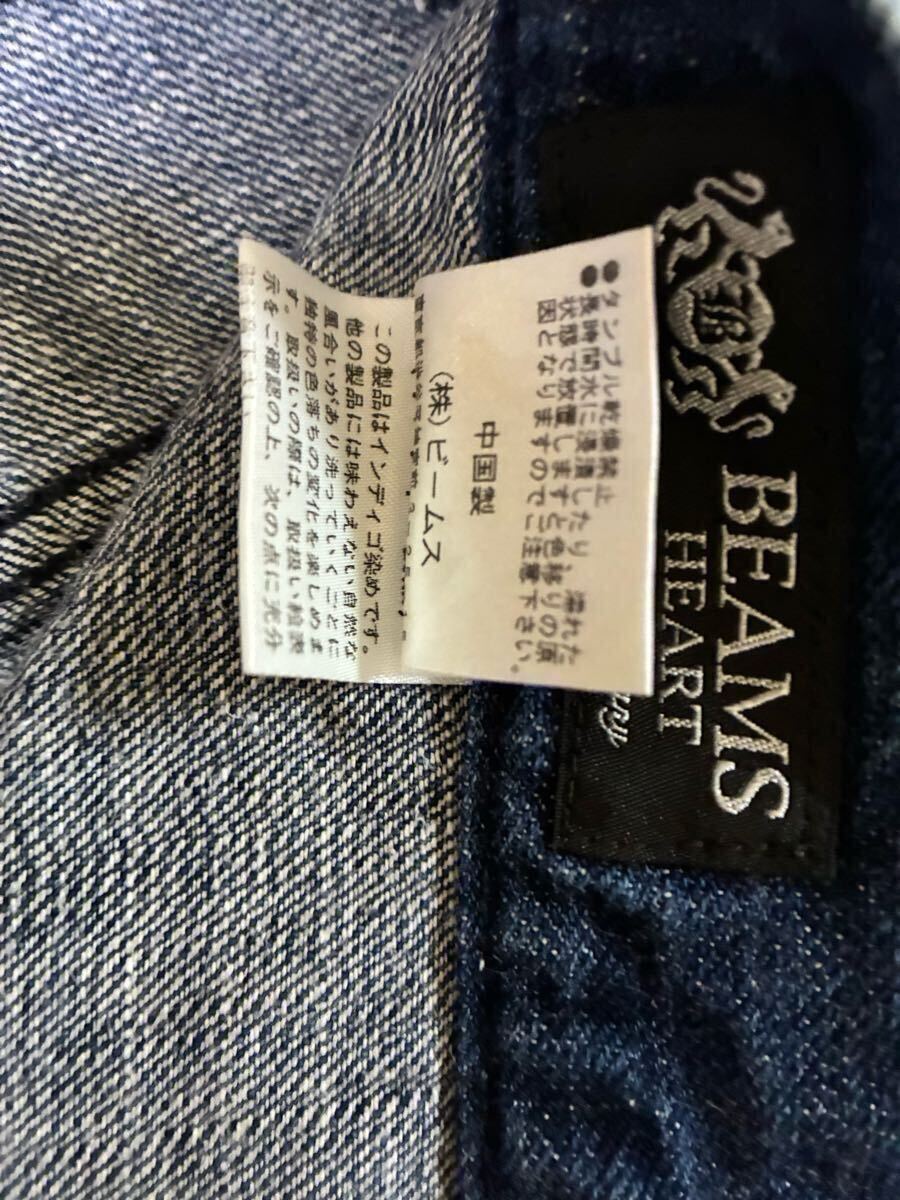 BEAMS
HEART
●タンブル乾燥禁止
●長時間水に浸漬したり、濡れた
状態で放置しますと色移りの原
因となりますのでご注意下さい。
中国製
(株)ビームス
この製品はインディゴ染めです。
他の製品には味わえない自然な
風合いがあり洗っていくごとに
独特の色落ちの変化を楽しめま
す。取扱いの際は、取扱い絵表
示をご確認の上、次の点に充分